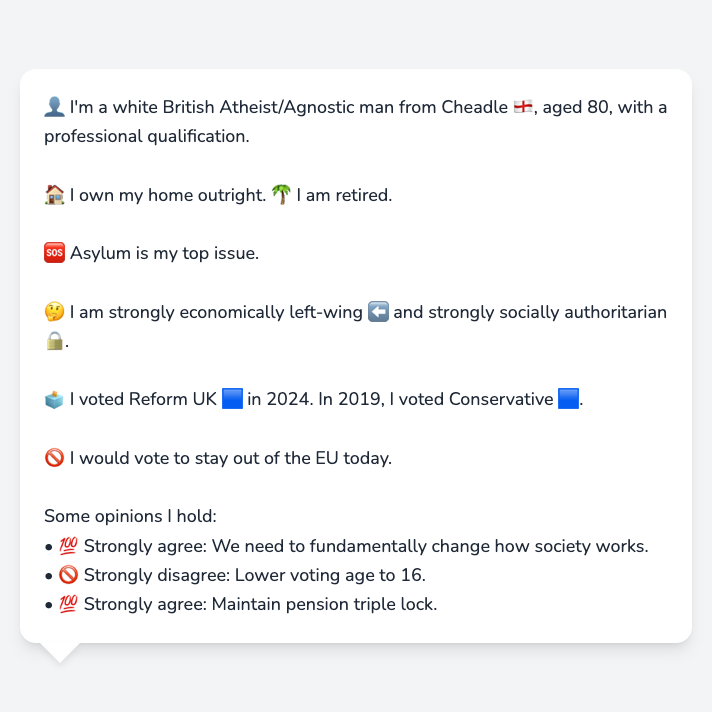 👤 I'm a white British Atheist/Agnostic man from Cheadle 🏴󠁧󠁢󠁥󠁮󠁧󠁿, aged 80, with a
professional qualification.
🏠 I own my home outright. 🌴 I am retired.
🆘 Asylum is my top issue.
🤔 I am strongly economically left-wing ⬅️ and strongly socially authoritarian
🔒.
🗳️ I voted Reform UK 🟦 in 2024. In 2019, I voted Conservative 🟦.
🚫 I would vote to stay out of the EU today.
Some opinions I hold:
• 💯 Strongly agree: We need to fundamentally change how society works.
• 🚫 Strongly disagree: Lower voting age to 16.
• 💯 Strongly agree: Maintain pension triple lock.